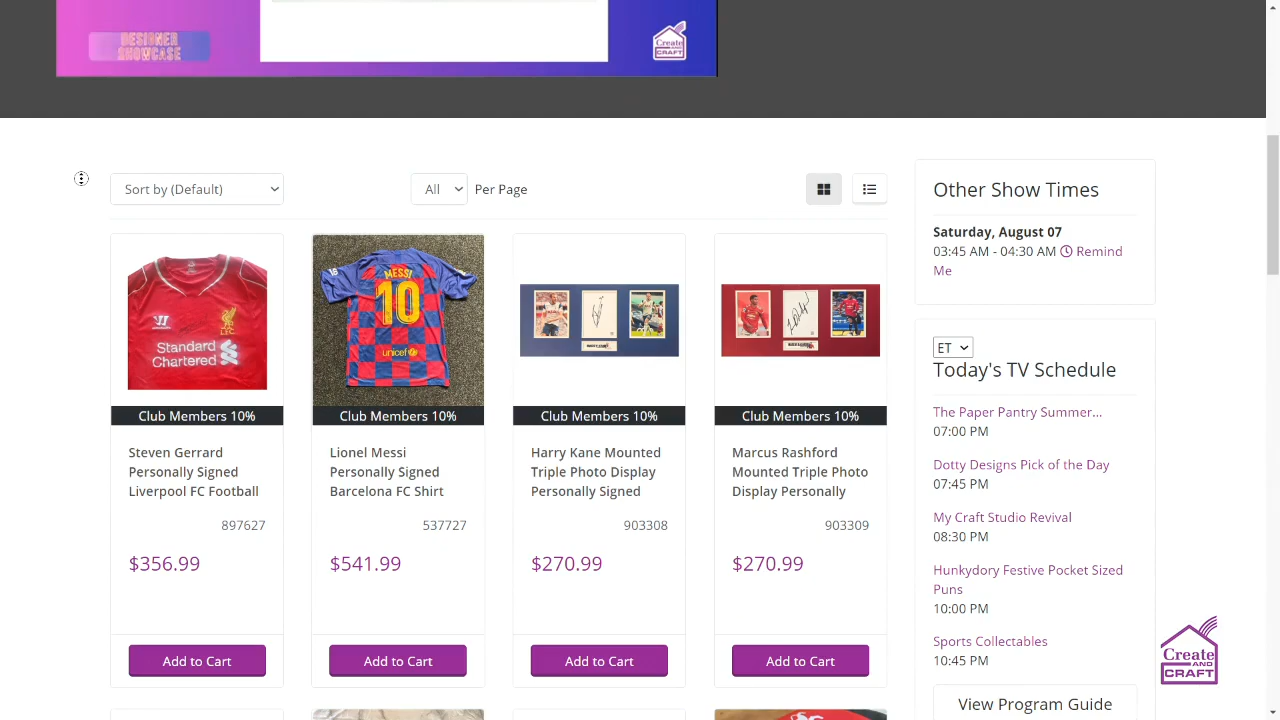 DESIGNER
SHOWCASE
Create
AND
CRAFT
Sort by (Default)
All
Per Page
Standard
Chartered
MESSI
10
unicef
Club Members 10%
Club Members 10%
Club Members 10%
Club Members 10%
Steven Gerrard
Personally Signed
Liverpool FC Football
Lionel Messi
Personally Signed
Barcelona FC Shirt
Harry Kane Mounted
Triple Photo Display
Personally Signed
Marcus Rashford
Mounted Triple Photo
Display Personally
897627
537727
903308
903309
$356.99
$541.99
$270.99
$270.99
Add to Cart
Add to Cart
Add to Cart
Add to Cart
Other Show Times
Saturday, August 07
03:45 AM - 04:30 AM Remind
Me
ET
Today's TV Schedule
The Paper Pantry Summer...
07:00 PM
Dotty Designs Pick of the Day
07:45 PM
My Craft Studio Revival
08:30 PM
Hunkydory Festive Pocket Sized
Puns
10:00 PM
Sports Collectables
10:45 PM
View Program Guide
Create
AND
CRAFT